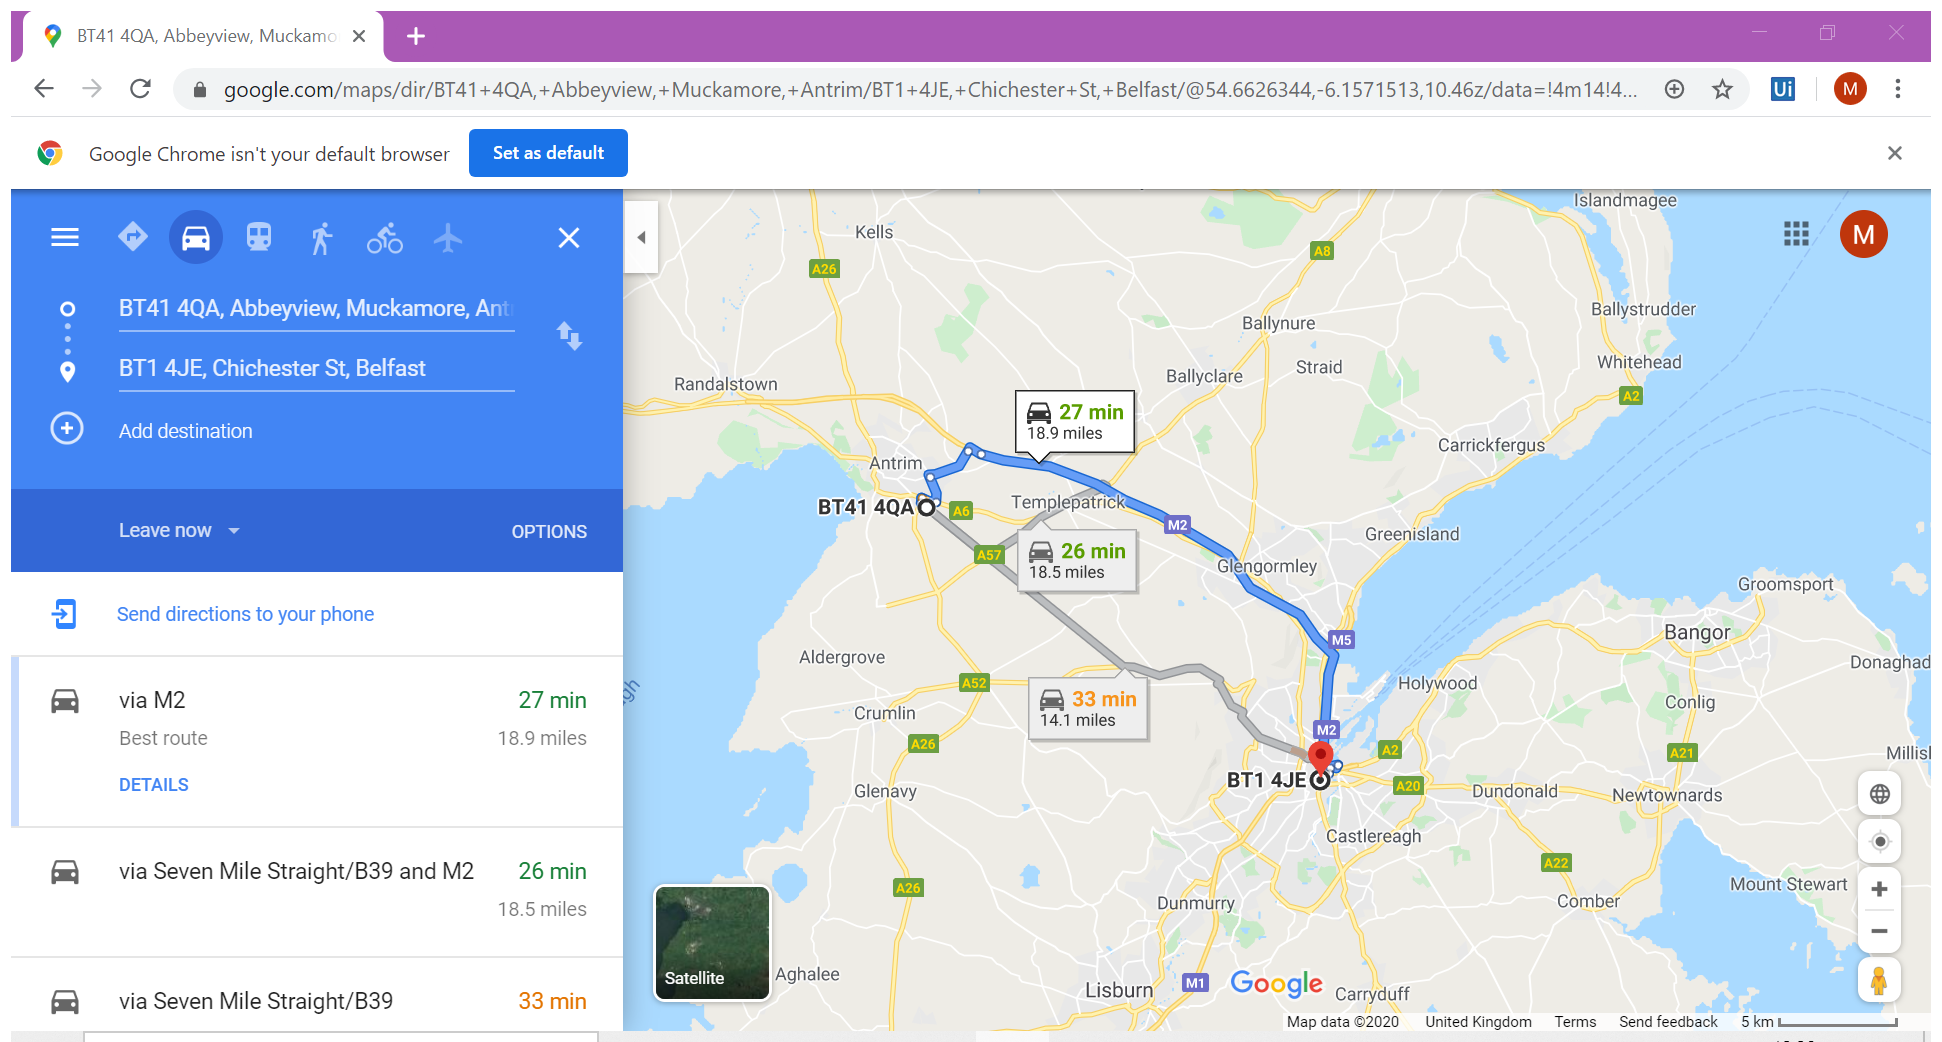 BT41 4QA, Abbeyview, Muckamo
google.com/maps/dir/BT41+4QA,+Abbeyview,+Muckamore,+Antrim/BT1+4JE,+Chichester+St,+Belfast/@54.6626344,-6.1571513,10.46z/data=!4m14!4...
Ui
M
Google Chrome isn't your default browser
Set as default
BT41 4QA, Abbeyview, Muckamore, Ant
BT1 4JE, Chichester St, Belfast
Add destination
Leave now
OPTIONS
Send directions to your phone
via M2
27 min
Best route
18.9 miles
DETAILS
via Seven Mile Straight/B39 and M2
26 min
18.5 miles
via Seven Mile Straight/B39
33 min
Islandmagee
Kells
M
A8
A26
Ballystrudder
Ballynure
Whitehead
Straid
Ballyclare
Randalstown
A2
27 min
18.9 miles
Carrickfergus
Antrim
Templepatrick
BT41 4QA
A6
M2
Greenisland
26 min
18.5 miles
A57
Glengormley
Groomsport
Bangor
M5
Aldergrove
Donaghad
A52
Holywood
33 min
14.1 miles
Conlig
Crumlin
M2
A26
A2
A21
Millisl
BT1 4JE
A20
Dundonald
Newtownards
Glenavy
Castlereagh
A22
A26
Mount Stewart
Dunmurry
Comber
Satellite
Aghalee
Lisburn
M1
Google
Carryduff
Map data ©2020
United Kingdom
Terms
Send feedback
5 km